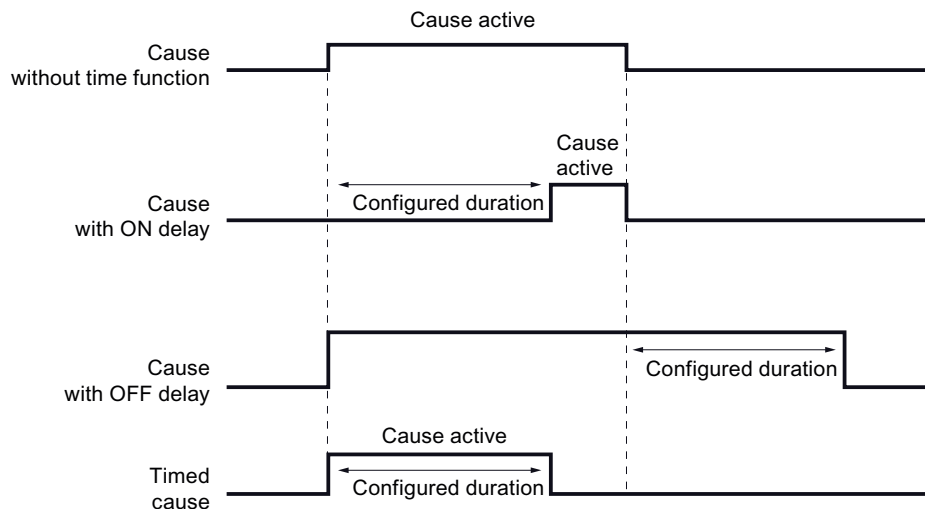 Cause active
Cause
without time function
Cause
active
Configured duration
Cause
with ON delay
Cause
with OFF delay
Configured duration
Cause active
Timed
cause
Configured duration